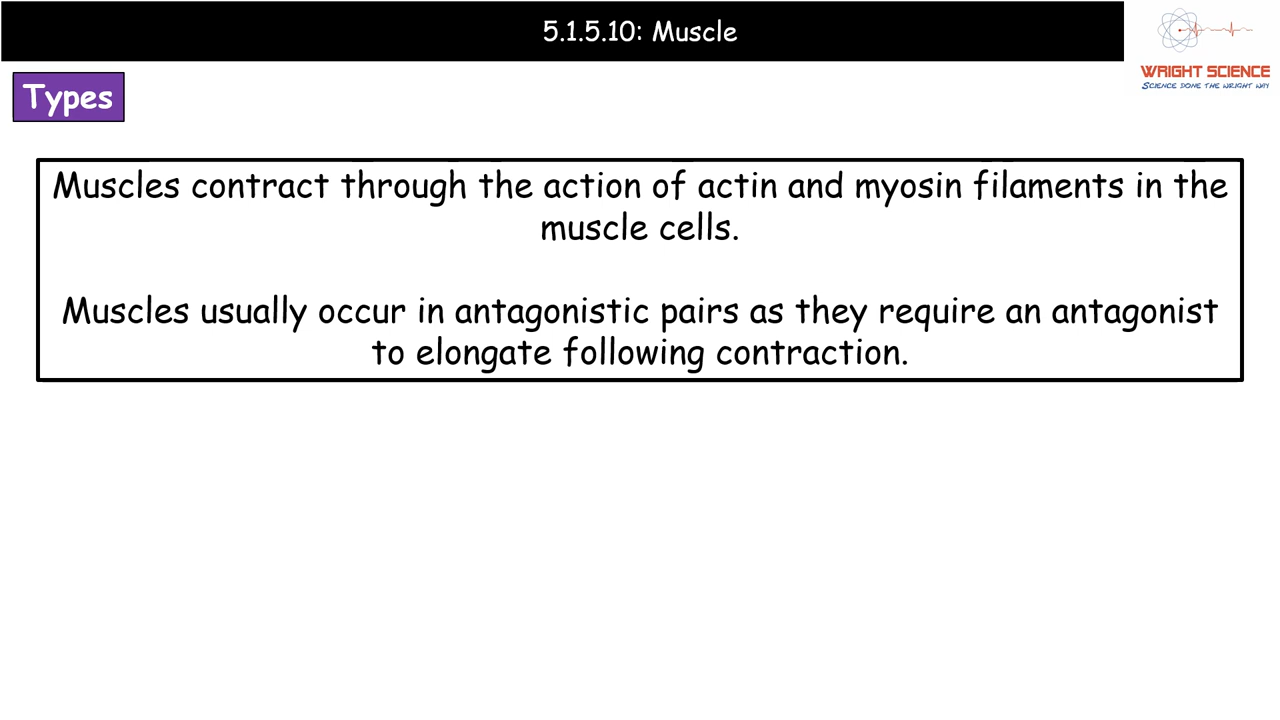 5.1.5.10: Muscle
WRIGHT SCIENCE
SCIENCE DONE THE WRIGHT WAY
Types
Muscles contract through the action of actin and myosin filaments in the
muscle cells.
Muscles usually occur in antagonistic pairs as they require an antagonist
to elongate following contraction.